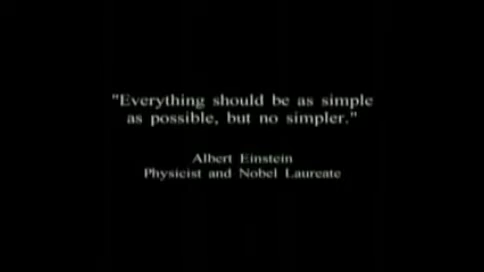 "Everything should be as simple
as possible, but no simpler."
Albert Einstein
Physicist and Nobel Laureate